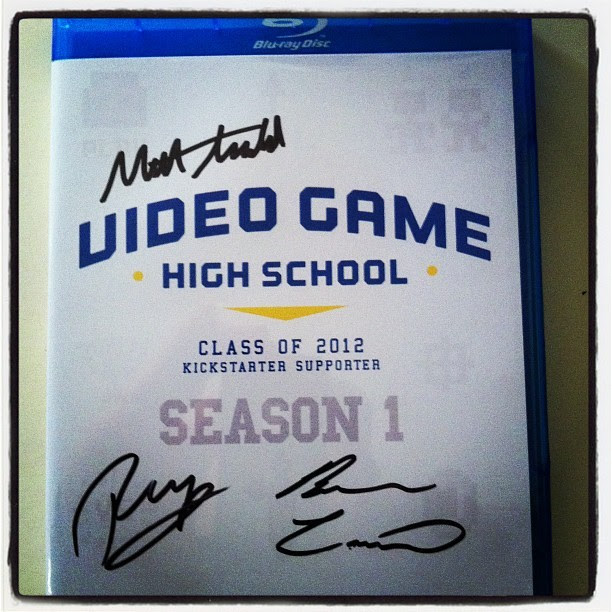 Blu-ray Disc
VIDEO GAME
HIGH SCHOOL
CLASS OF 2012
KICKSTARTER SUPPORTER
SEASON 1